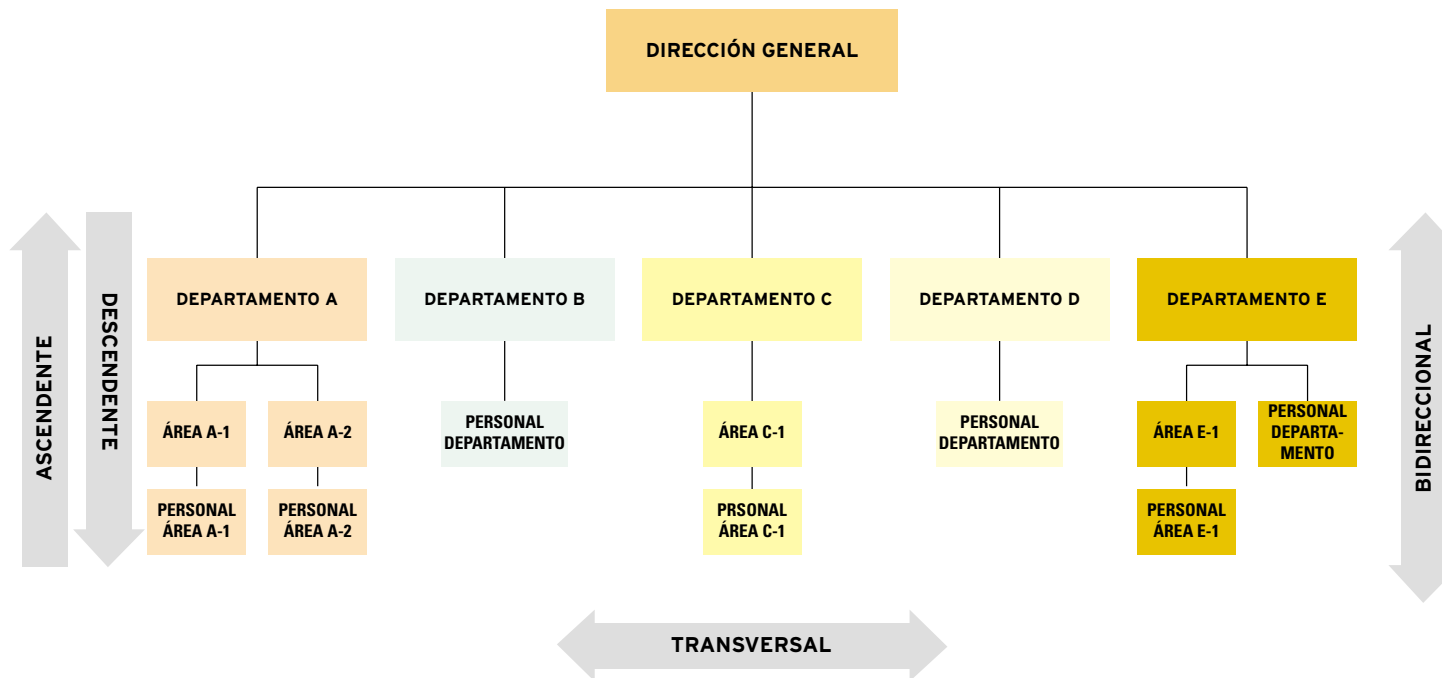 DIRECCIÓN GENERAL
ASCENDENTE
DESCENDENTE
DEPARTAMENTO A
DEPARTAMENTO B
DEPARTAMENTO C
DEPARTAMENTO D
DEPARTAMENTO E
BIDIRECCIONAL
ÁREA A-1
ÁREA A-2
PERSONAL
DEPARTAMENTO
ÁREA C-1
PERSONAL
DEPARTAMENTO
ÁREA E-1
PERSONAL
DEPARTA-
MENTO
PERSONAL
ÁREA A-1
PERSONAL
ÁREA A-2
PRSONAL
ÁREA C-1
PERSONAL
ÁREA E-1
TRANSVERSAL